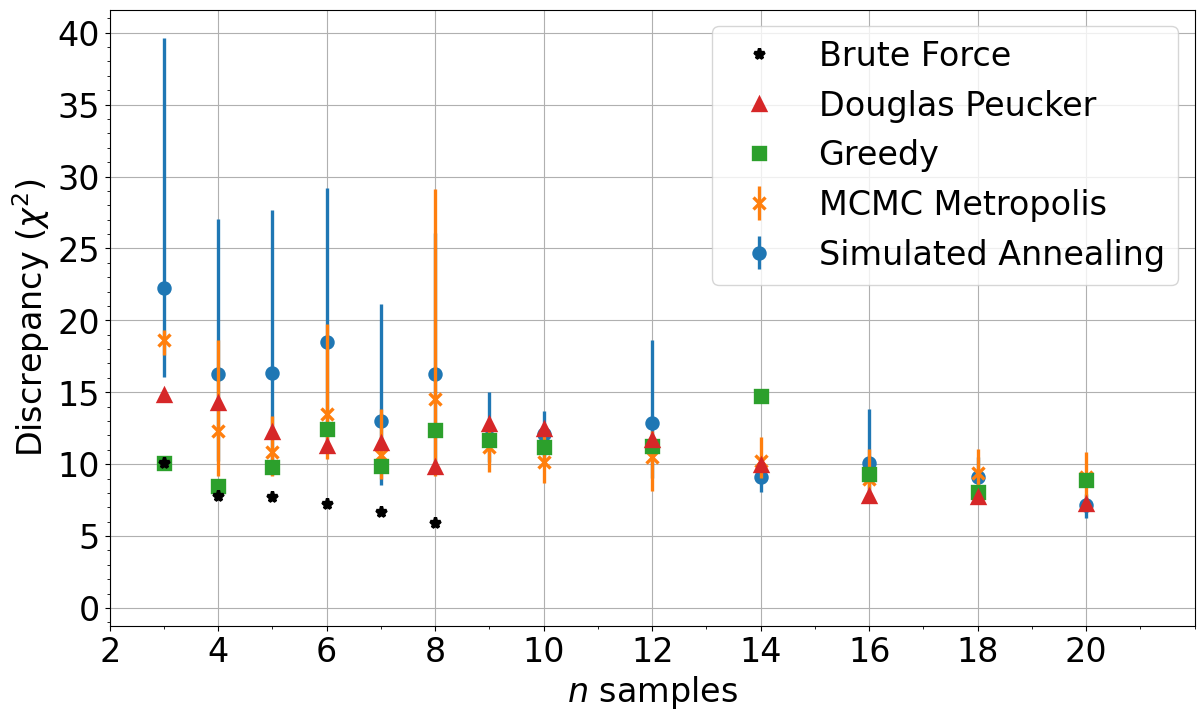 Discrepancy (χ²)
40
35
30
25
20
15
10
5
0
Brute Force
Douglas Peucker
Greedy
MCMC Metropolis
Simulated Annealing
2 4 6 8 10 12 14 16 18 20
n samples